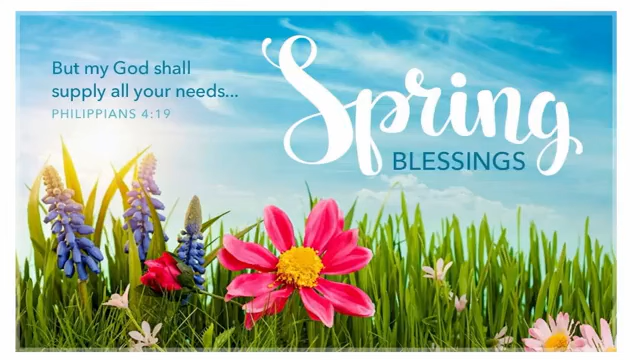 But my God shall
supply all your needs...
PHILIPPIANS 4:19
Spring
BLESSINGS